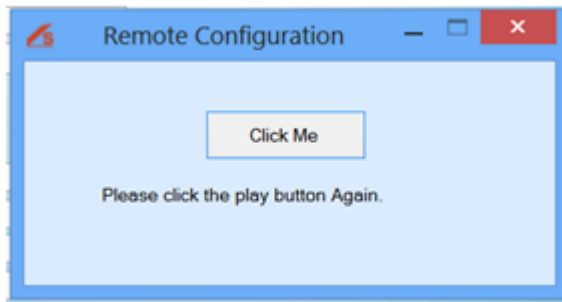 Remote Configuration
Click Me
Please click the play button Again.